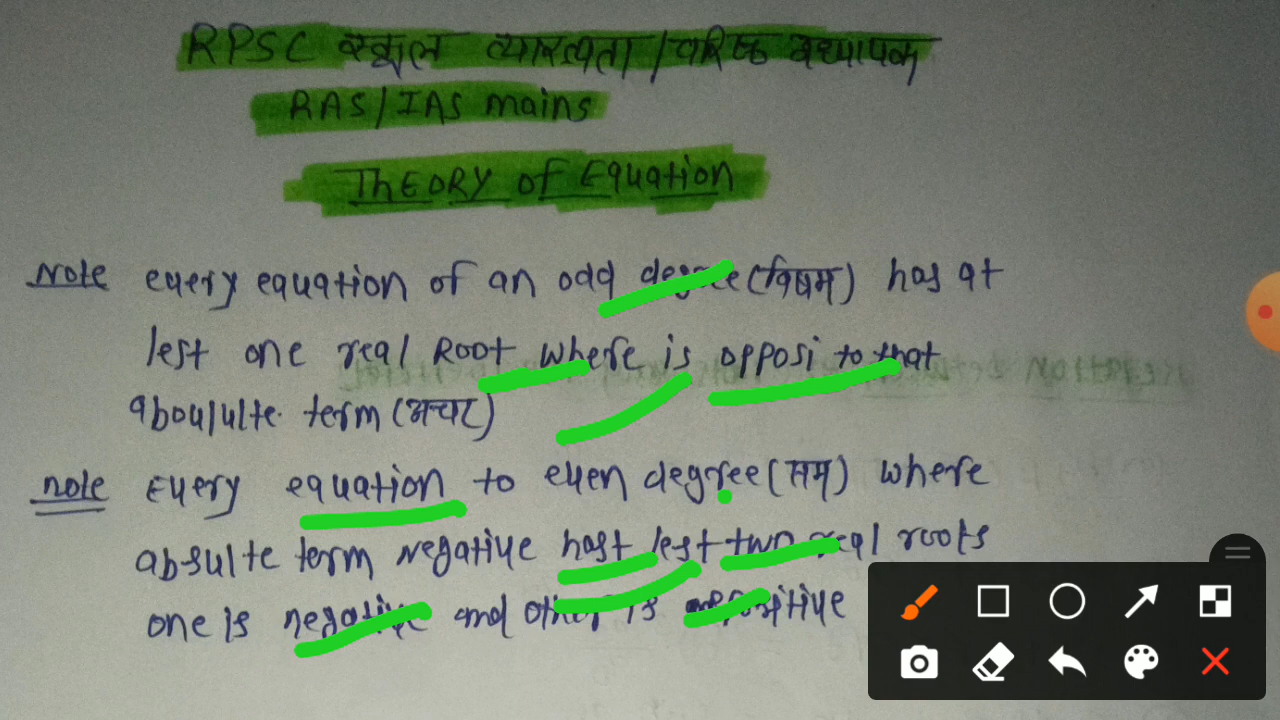 RPSC स्कूल व्याख्याता / वरिष्ठ अध्यापक
RAS/IAS mains
THEORY of Equation
Note every equation of an odd degree (विषम) has at
lest one real Root where is opposi to that
aboulute term (अचर)
note Every equation to even degree (सम) where
absulte term negative hast lest two real roots
one is negative and other is positive